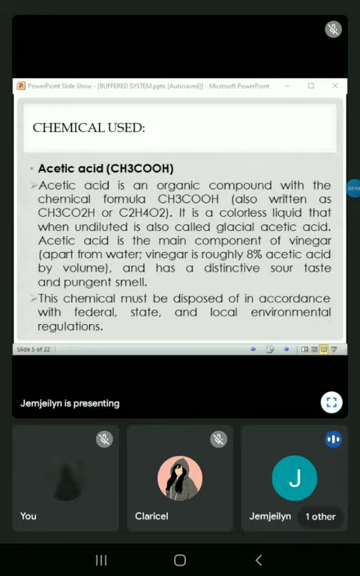 PowerPoint Slide Show - [BUFFERED SYSTEM.pptc (Autosaved)] - Microsoft PowerPoint
CHEMICAL USED:
Acetic acid (CH3COOH)
Acetic acid is an organic compound with the
chemical formula CH3COOH (also written as
CH3CO2H or C2H4O2). It is a colorless liquid that
when undiluted is also called glacial acetic acid.
Acetic acid is the main component of vinegar
(apart from water; vinegar is roughly 8% acetic acid
by volume), and has a distinctive sour taste
and pungent smell.
This chemical must be disposed of in accordance
with federal, state, and local environmental
regulations.
Slide 5 of 22
Jemjeilyn is presenting
J
You
Claricel
Jemjeilyn
1 other